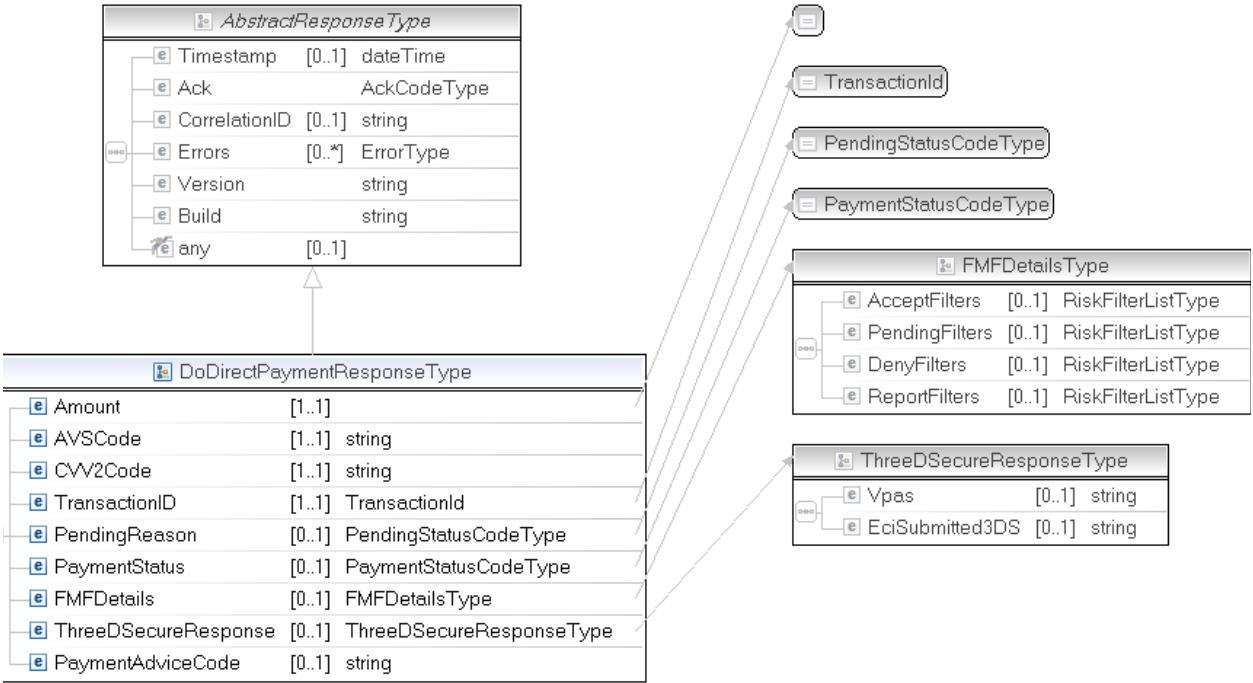 AbstractResponseType
Timestamp [0..1] dateTime
Ack AckCodeType
CorrelationID [0..1] string
Errors [0..*] ErrorType
Version string
Build string
any [0..1]
DoDirectPaymentResponseType
Amount [1..1]
AVSCode [1..1] string
CVV2Code [1..1] string
TransactionID [1..1] TransactionId
PendingReason [0..1] PendingStatusCodeType
PaymentStatus [0..1] PaymentStatusCodeType
FMFDetails [0..1] FMFDetailsType
ThreeDSecureResponse [0..1] ThreeDSecureResponseType
PaymentAdviceCode [0..1] string
TransactionId
PendingStatusCodeType
PaymentStatusCodeType
FMFDetailsType
AcceptFilters [0..1] RiskFilterListType
PendingFilters [0..1] RiskFilterListType
DenyFilters [0..1] RiskFilterListType
ReportFilters [0..1] RiskFilterListType
ThreeDSecureResponseType
Vpas [0..1] string
EciSubmitted3DS [0..1] string